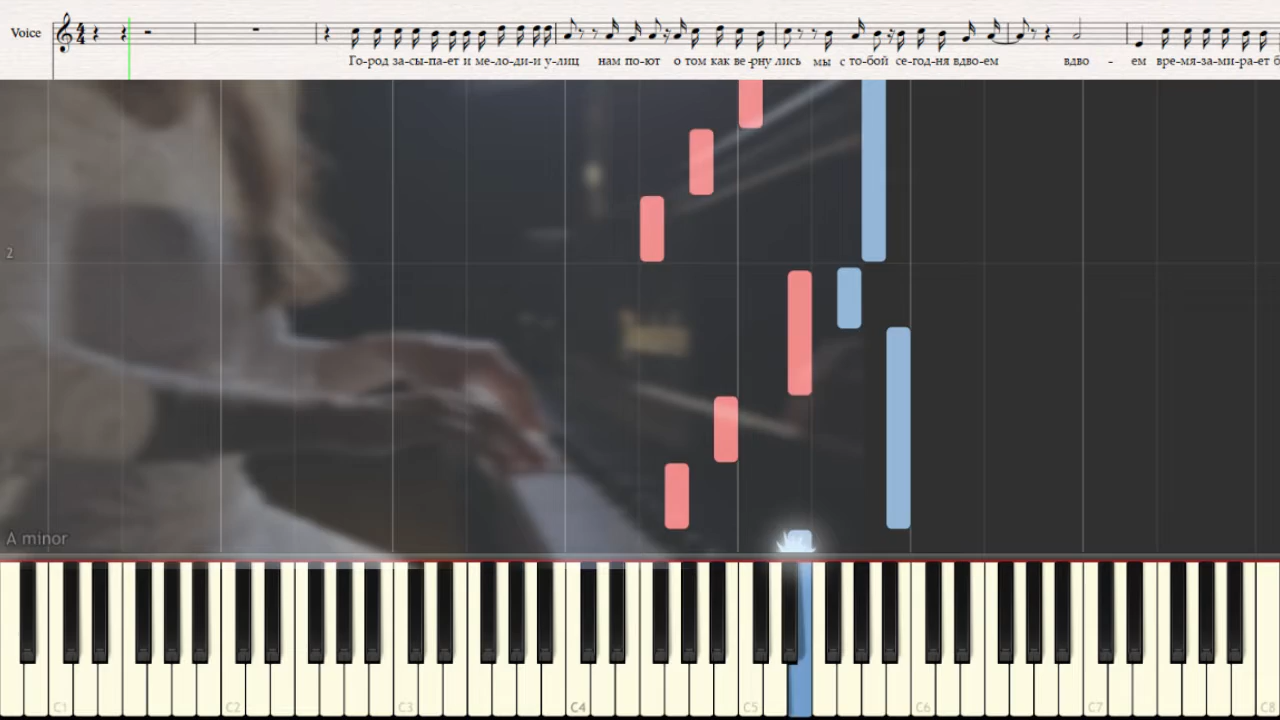 Voice
Го-род за-сы-па-ет и ме-ло-ди-и у-лиц нам по-ют о том как ве-рну лись мы с то-бой се-год-ня вдво-ем вдво - ем вре-мя-за-ми-ра-ет б
2
A minor
C1 C2 C3 C4 C5 C6 C7 C8